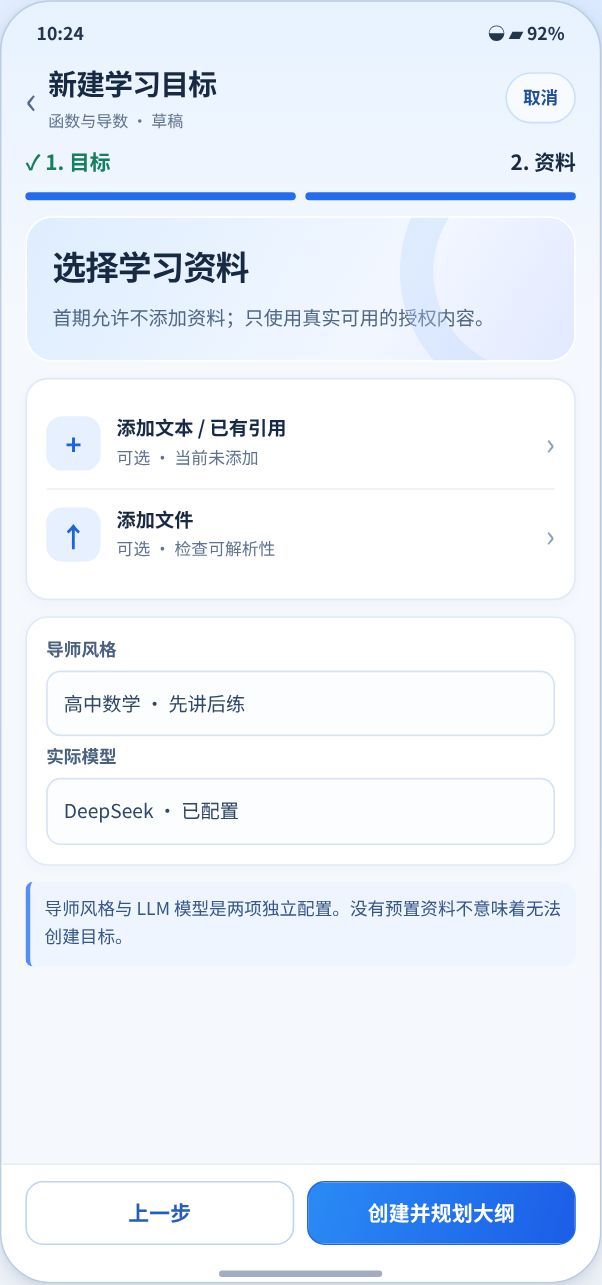 10:24
92%
新建学习目标
取消
函数与导数 · 草稿
✓ 1. 目标
2. 资料
选择学习资料
首期允许不添加资料；只使用真实可用的授权内容。
添加文本 / 已有引用
可选 · 当前未添加
添加文件
可选 · 检查可解析性
导师风格
高中数学 · 先讲后练
实际模型
DeepSeek · 已配置
导师风格与 LLM 模型是两项独立配置。没有预置资料不意味着无法
创建目标。
上一步
创建并规划大纲